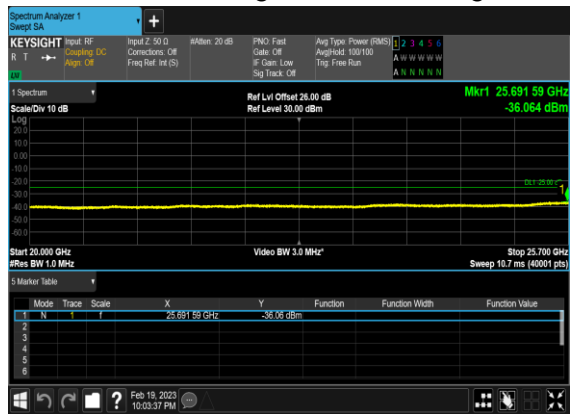 Spectrum Analyzer 1
Swept SA
KEYSIGHT Input: RF Input Z: 50 Ω #Atten: 20 dB PNO: Fast Avg Type: Power (RMS) 1 2 3 4 5 6
R T Coupling: DC Corrections: Off Gate: Off Avg|Hold: 100/100 A W W W W W
Align: Off Freq Ref: Int (S) IF Gain: Low Trig: Free Run
Sig Track: Off A N N N N N
LXI
1 Spectrum Ref Lvl Offset 26.00 dB Mkr1 25.691 59 GHz
Scale/Div 10 dB Ref Level 30.00 dBm -36.064 dBm
Log
20.0
10.0
0.00
-10.0
-20.0
DL1 -25.00
1
-30.0
-40.0
-50.0
-60.0
Start 20.000 GHz Video BW 3.0 MHz* Stop 25.700 GHz
#Res BW 1.0 MHz Sweep 10.7 ms (40001 pts)
5 Marker Table
Mode Trace Scale X Y Function Function Width Function Value
1 N 1 f 25.691 59 GHz -36.06 dBm
2
3
4
5
6
? Feb 19, 2023
10:03:37 PM